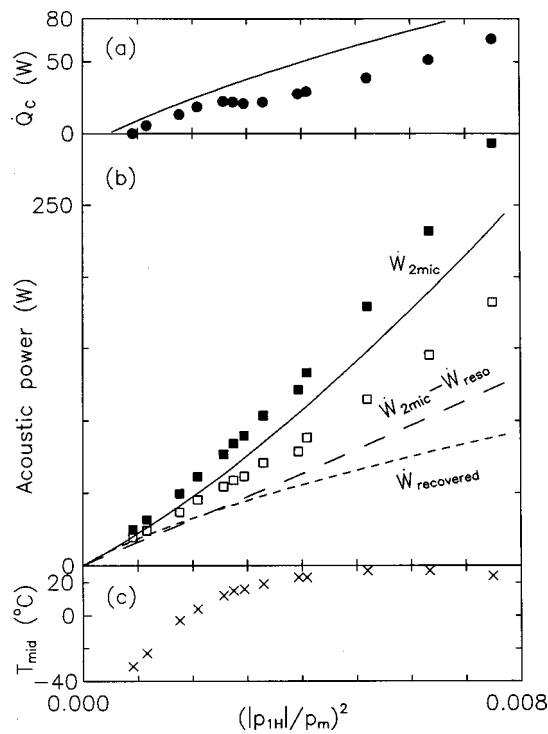 80
(a)
50
Q̇c (W)
0
(b)
250
Ẇ2mic
Acoustic power (W)
Ẇ2mic-Ẇreso
Ẇrecovered
0
(c)
20
0
Tmid (°C)
-40
0.000
0.008
(|p1H|/pm)²